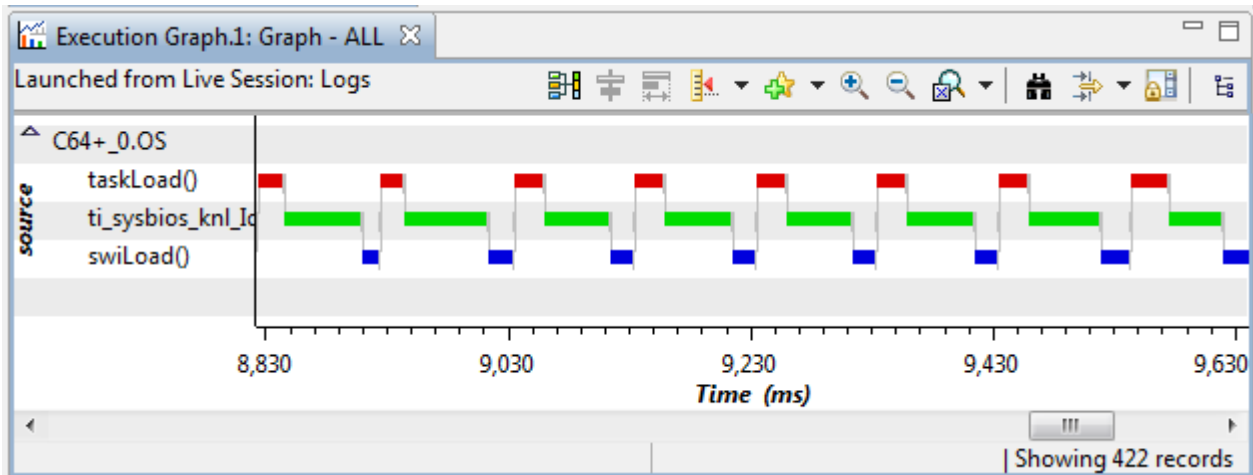 Execution Graph.1: Graph - ALL
Launched from Live Session: Logs
C64+_0.OS
source
taskLoad()
ti_sysbios_knl_Id
swiLoad()
8,830 9,030 9,230 9,430 9,630
Time (ms)
| Showing 422 records